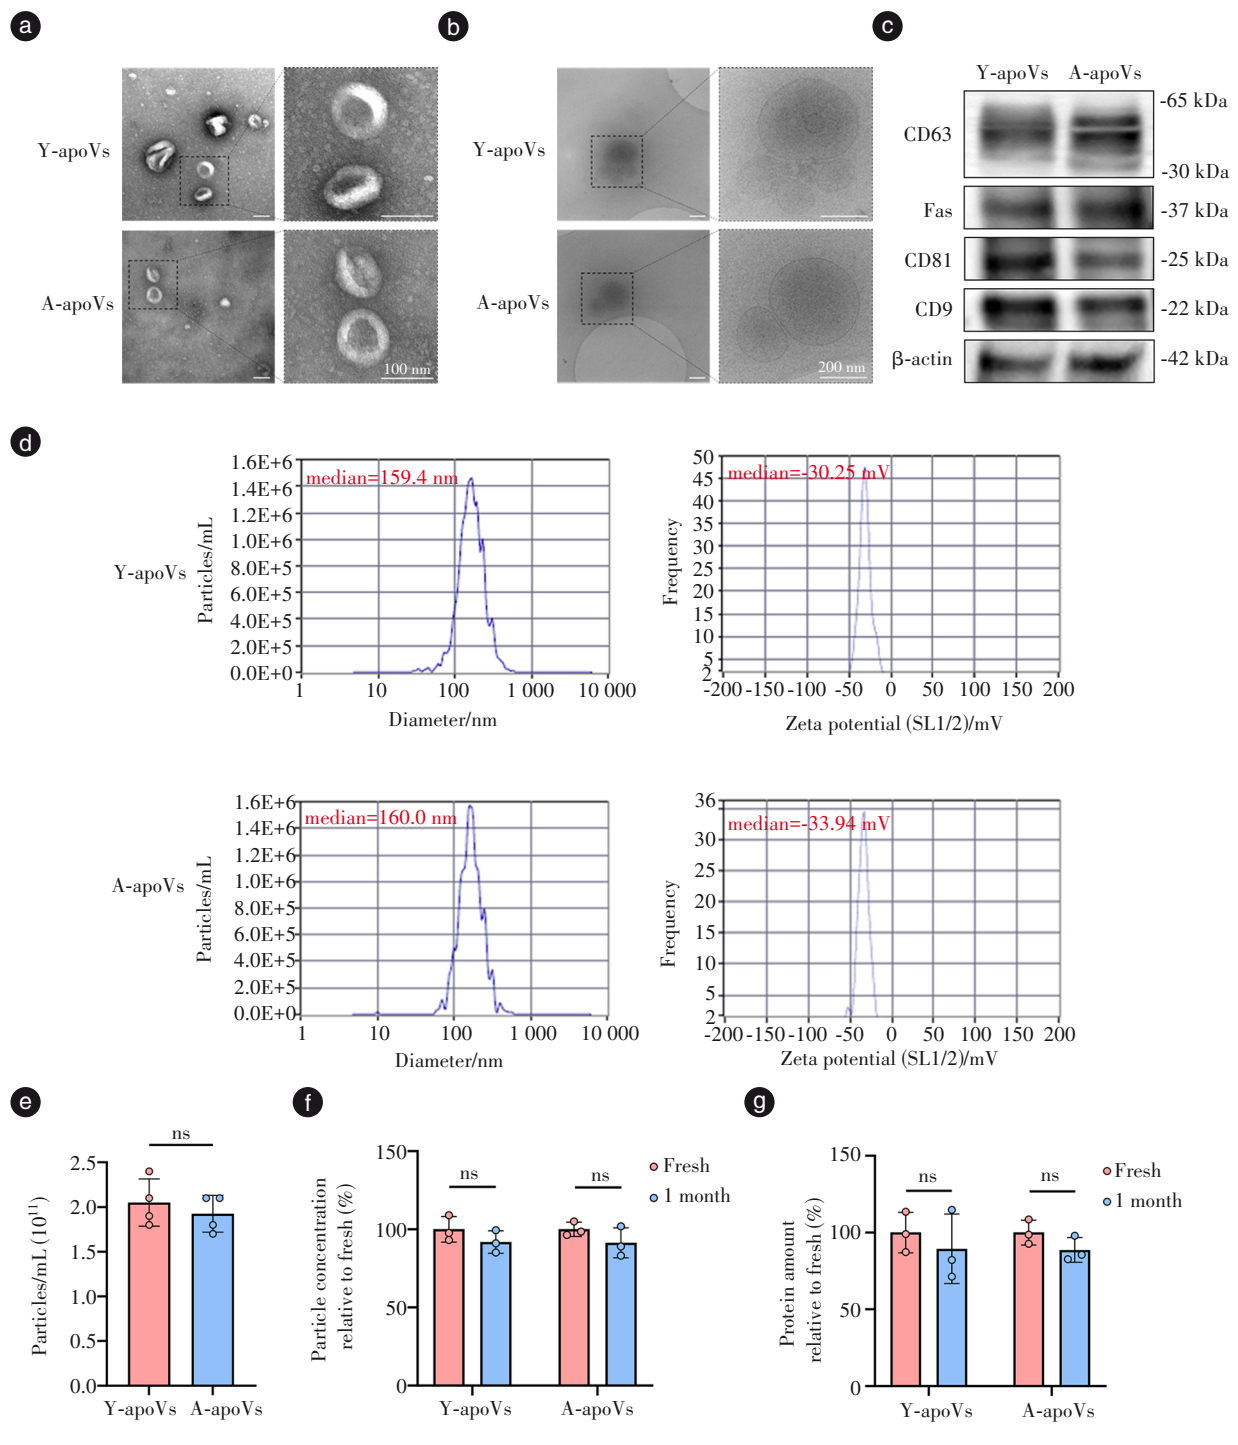 a
b
c
Y-apoVs
A-apoVs
100 nm
Y-apoVs
A-apoVs
200 nm
Y-apoVs A-apoVs
CD63
-65 kDa
-30 kDa
Fas
-37 kDa
CD81
-25 kDa
CD9
-22 kDa
β-actin
-42 kDa
d
Y-apoVs
Particles/mL
1.6E+6
1.4E+6
1.2E+6
1.0E+6
8.0E+5
6.0E+5
4.0E+5
2.0E+5
0.0E+0
median=159.4 nm
1 10 100 1 000 10 000
Diameter/nm
Frequency
50
45
40
35
30
25
20
15
10
5
2
median=-30.25 mV
-200 -150 -100 -50 0 50 100 150 200
Zeta potential (SL1/2)/mV
A-apoVs
Particles/mL
1.6E+6
1.4E+6
1.2E+6
1.0E+6
8.0E+5
6.0E+5
4.0E+5
2.0E+5
0.0E+0
median=160.0 nm
1 10 100 1 000 10 000
Diameter/nm
Frequency
36
30
25
20
15
10
5
2
median=-33.94 mV
-200 -150 -100 -50 0 50 100 150 200
Zeta potential (SL1/2)/mV
e
Particles/mL (10¹¹)
2.5
2.0
1.5
1.0
0.5
0.0
ns
Y-apoVs A-apoVs
f
Particle concentration
relative to fresh (%)
150
100
50
0
ns
ns
Fresh
1 month
Y-apoVs
A-apoVs
g
Protein amount
relative to fresh (%)
150
100
50
0
ns
ns
Fresh
1 month
Y-apoVs
A-apoVs